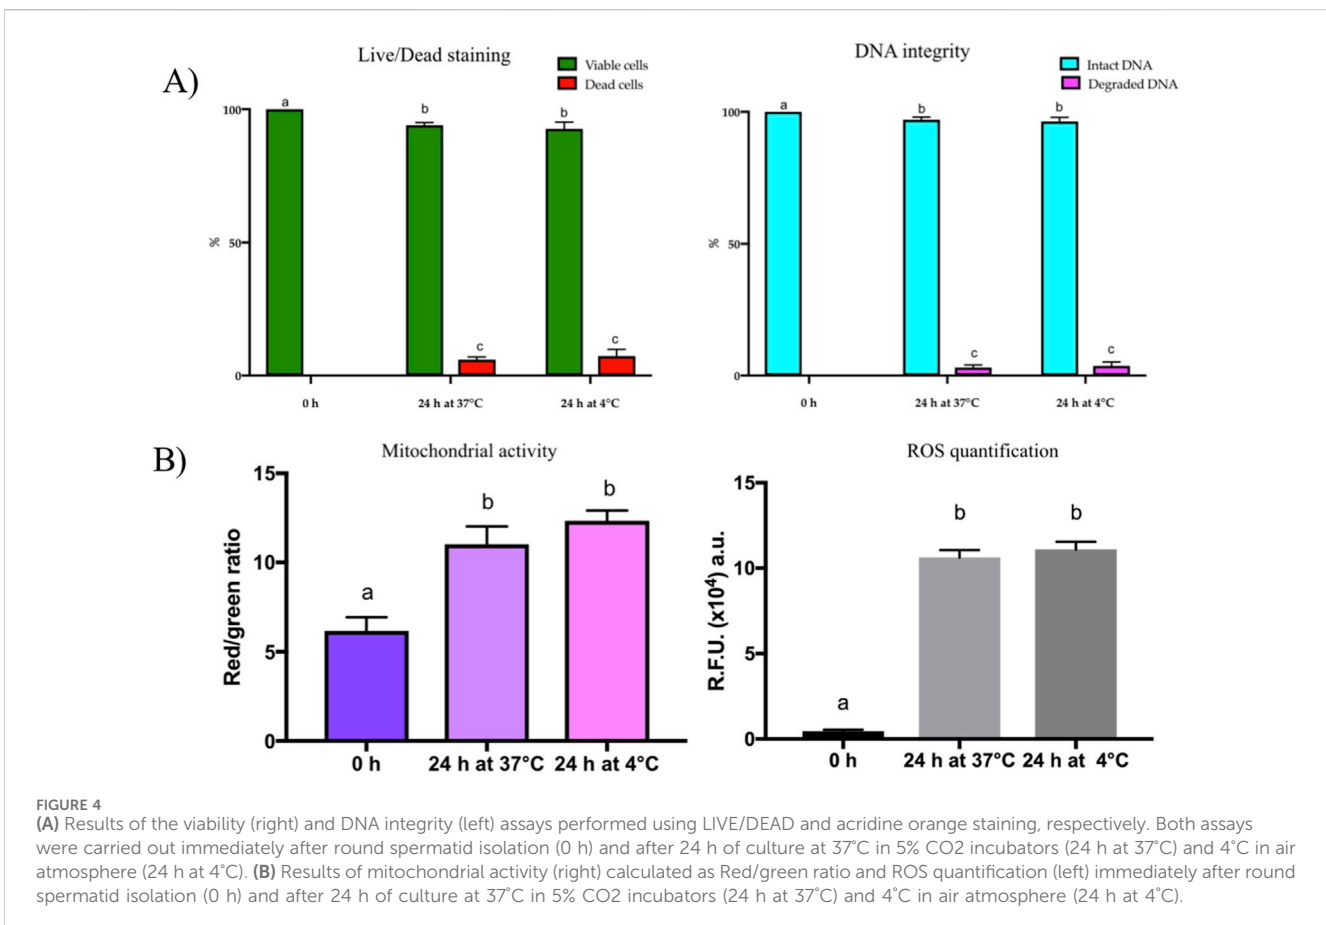 A)
Live/Dead staining
Viable cells
Dead cells
100
50
0
%
a
b
b
c
c
0 h
24 h at 37°C
24 h at 4°C
DNA integrity
Intact DNA
Degraded DNA
100
50
0
%
a
b
b
c
c
0 h
24 h at 37°C
24 h at 4°C
B)
Mitochondrial activity
15
10
5
0
Red/green ratio
a
b
b
0 h
24 h at 37°C
24 h at 4°C
ROS quantification
15
10
5
0
R.F.U. (x10⁴) a.u.
a
b
b
0 h
24 h at 37°C
24 h at 4°C
FIGURE 4
(A) Results of the viability (right) and DNA integrity (left) assays performed using LIVE/DEAD and acridine orange staining, respectively. Both assays
were carried out immediately after round spermatid isolation (0 h) and after 24 h of culture at 37°C in 5% CO2 incubators (24 h at 37°C) and 4°C in air
atmosphere (24 h at 4°C). (B) Results of mitochondrial activity (right) calculated as Red/green ratio and ROS quantification (left) immediately after round
spermatid isolation (0 h) and after 24 h of culture at 37°C in 5% CO2 incubators (24 h at 37°C) and 4°C in air atmosphere (24 h at 4°C).